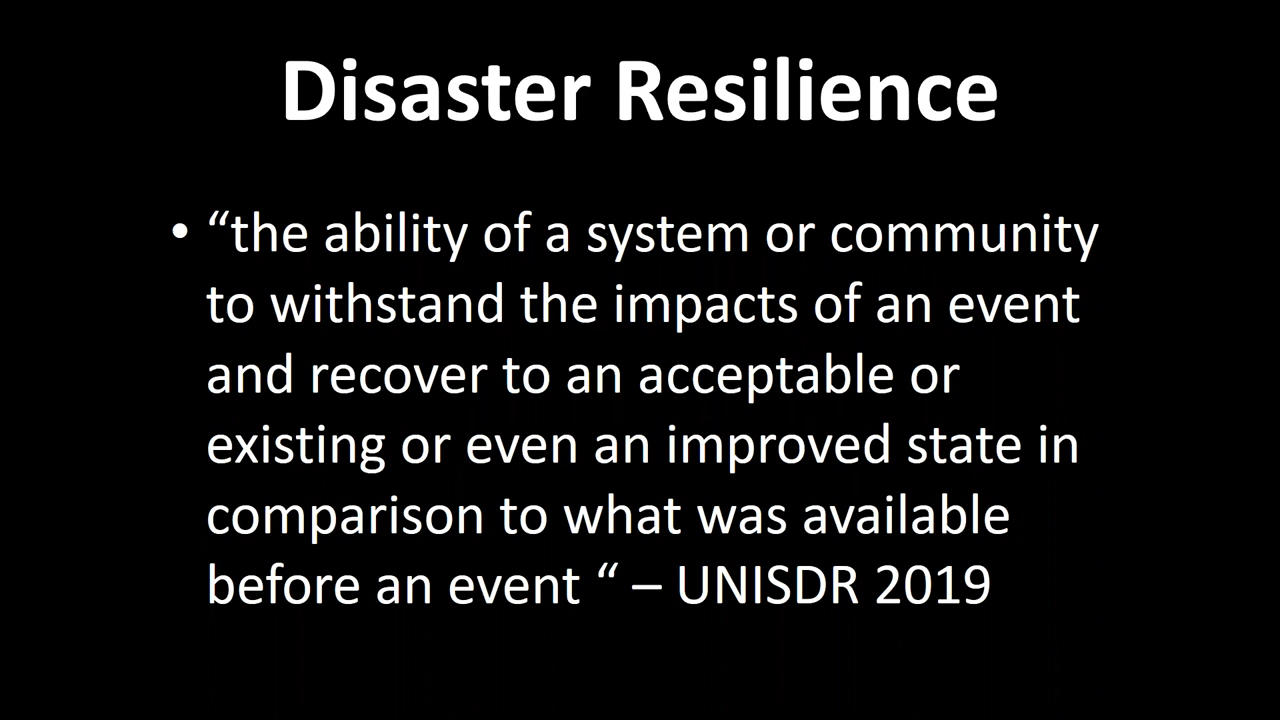 Disaster Resilience
• “the ability of a system or community
to withstand the impacts of an event
and recover to an acceptable or
existing or even an improved state in
comparison to what was available
before an event “ – UNISDR 2019